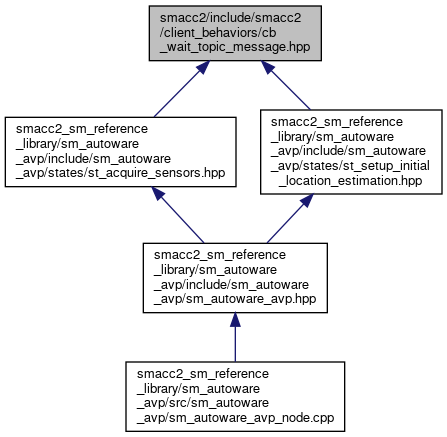 smacc2/include/smacc2
/client_behaviors/cb
_wait_topic_message.hpp
smacc2_sm_reference
_library/sm_autoware
_avp/include/sm_autoware
_avp/states/st_acquire_sensors.hpp
smacc2_sm_reference
_library/sm_autoware
_avp/include/sm_autoware
_avp/states/st_setup_initial
_location_estimation.hpp
smacc2_sm_reference
_library/sm_autoware
_avp/include/sm_autoware
_avp/sm_autoware_avp.hpp
smacc2_sm_reference
_library/sm_autoware
_avp/src/sm_autoware
_avp/sm_autoware_avp_node.cpp